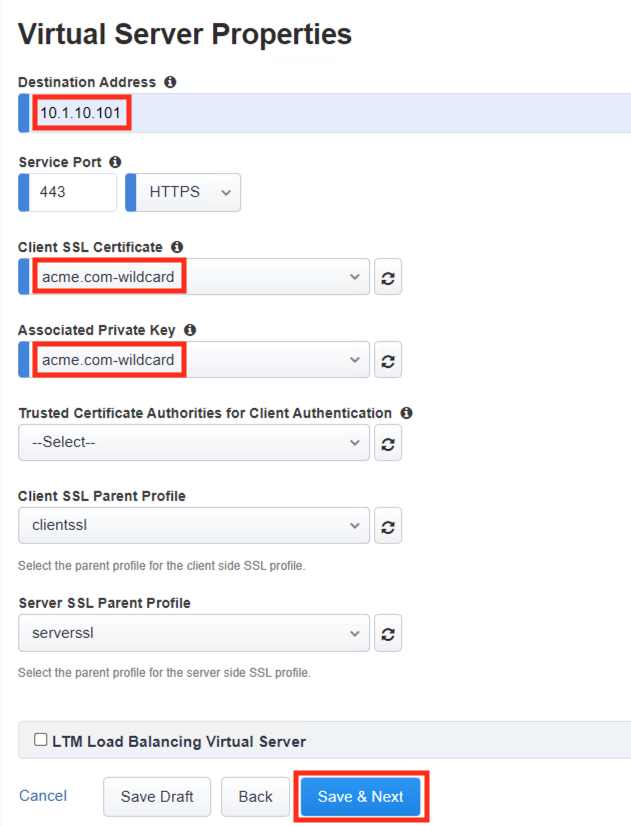 Virtual Server Properties
Destination Address
10.1.10.101
Service Port
443 HTTPS
Client SSL Certificate
acme.com-wildcard
Associated Private Key
acme.com-wildcard
Trusted Certificate Authorities for Client Authentication
--Select--
Client SSL Parent Profile
clientssl
Select the parent profile for the client side SSL profile.
Server SSL Parent Profile
serverssl
Select the parent profile for the server side SSL profile.
LTM Load Balancing Virtual Server
Cancel Save Draft Back Save & Next